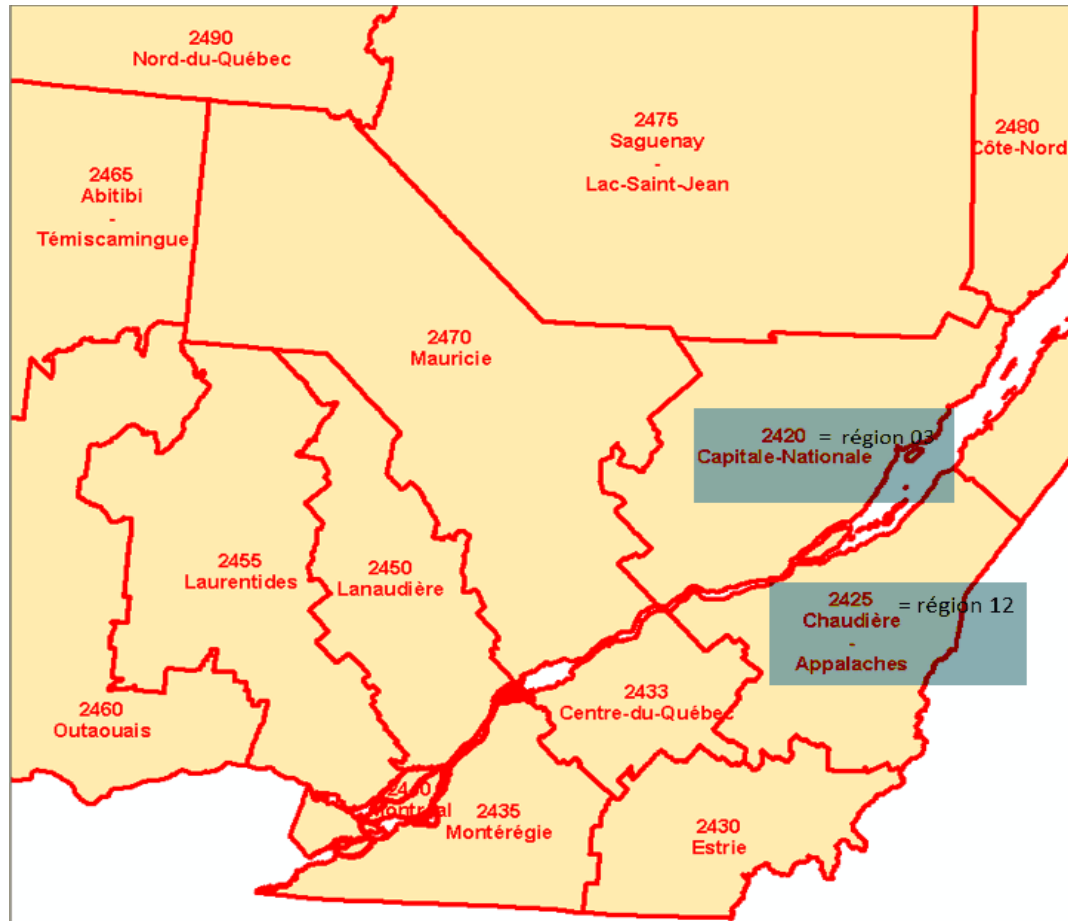 2490
Nord-du-Québec
2475
Saguenay
-
Lac-Saint-Jean
2480
Côte-Nord
2465
Abitibi
-
Témiscamingue
2470
Mauricie
2420 = région 03
Capitale-Nationale
2455
Laurentides
2450
Lanaudière
2425 = région 12
Chaudière
-
Appalaches
2460
Outaouais
2433
Centre-du-Québec
Montréal
2435
Montérégie
2430
Estrie